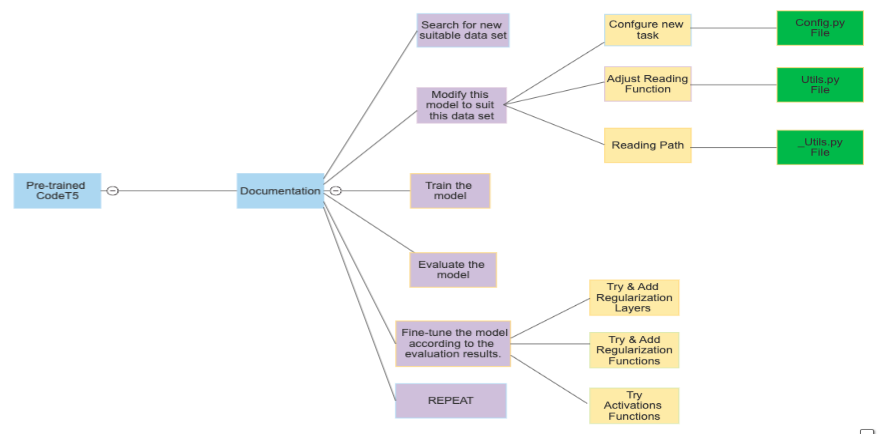 Pre-trained
CodeT5
Documentation
Search for new
suitable data set
Modify this
model to suit
this data set
Confgure new
task
Config.py
File
Adjust Reading
Function
Utils.py
File
Reading Path
_Utils.py
File
Train the
model
Evaluate the
model
Fine-tune the model
according to the
evaluation results.
Try & Add
Regularization
Layers
Try & Add
Regularization
Functions
Try
Activations
Functions
REPEAT